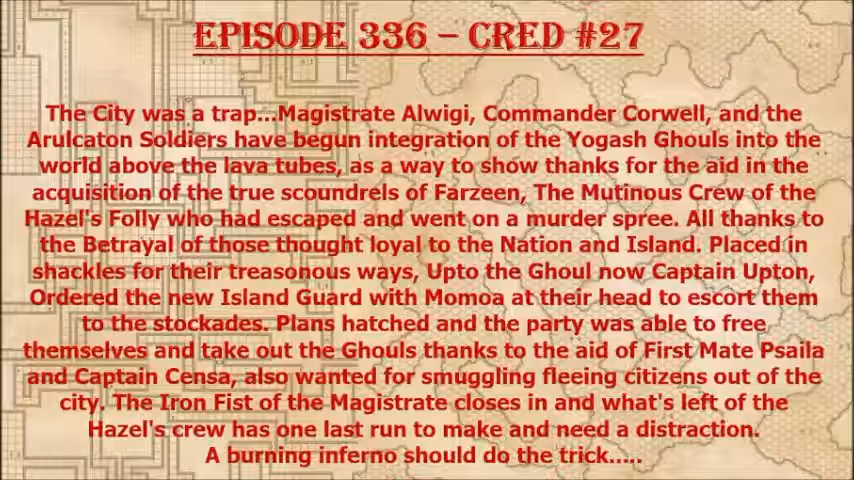 EPISODE 336 – CRED #27
The City was a trap...Magistrate Alwigi, Commander Corwell, and the
Arulcaton Soldiers have begun integration of the Yogash Ghouls into the
world above the lava tubes, as a way to show thanks for the aid in the
acquisition of the true scoundrels of Farzeen, The Mutinous Crew of the
Hazel's Folly who had escaped and went on a murder spree. All thanks to
the Betrayal of those thought loyal to the Nation and Island. Placed in
shackles for their treasonous ways, Upto the Ghoul now Captain Upton,
Ordered the new Island Guard with Momoa at their head to escort them
to the stockades. Plans hatched and the party was able to free
themselves and take out the Ghouls thanks to the aid of First Mate Psaila
and Captain Censa, also wanted for smuggling fleeing citizens out of the
city. The Iron Fist of the Magistrate closes in and what's left of the
Hazel's crew has one last run to make and need a distraction.
A burning inferno should do the trick.....